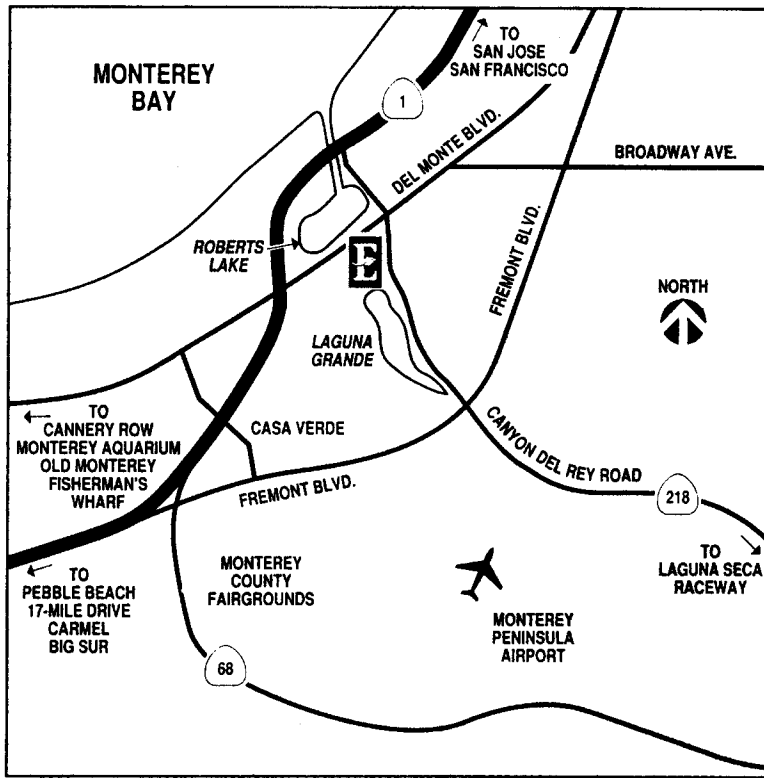 TO
SAN JOSE
SAN FRANCISCO
MONTEREY
BAY
1
DEL MONTE BLVD.
BROADWAY AVE.
FREMONT BLVD.
ROBERTS
LAKE
E
NORTH
LAGUNA
GRANDE
TO
CANNERY ROW
MONTEREY AQUARIUM
OLD MONTEREY
FISHERMAN'S
WHARF
CASA VERDE
CANYON DEL REY ROAD
FREMONT BLVD.
218
TO
LAGUNA SECA
RACEWAY
TO
PEBBLE BEACH
17-MILE DRIVE
CARMEL
BIG SUR
MONTEREY
COUNTY
FAIRGROUNDS
MONTEREY
PENINSULA
AIRPORT
68